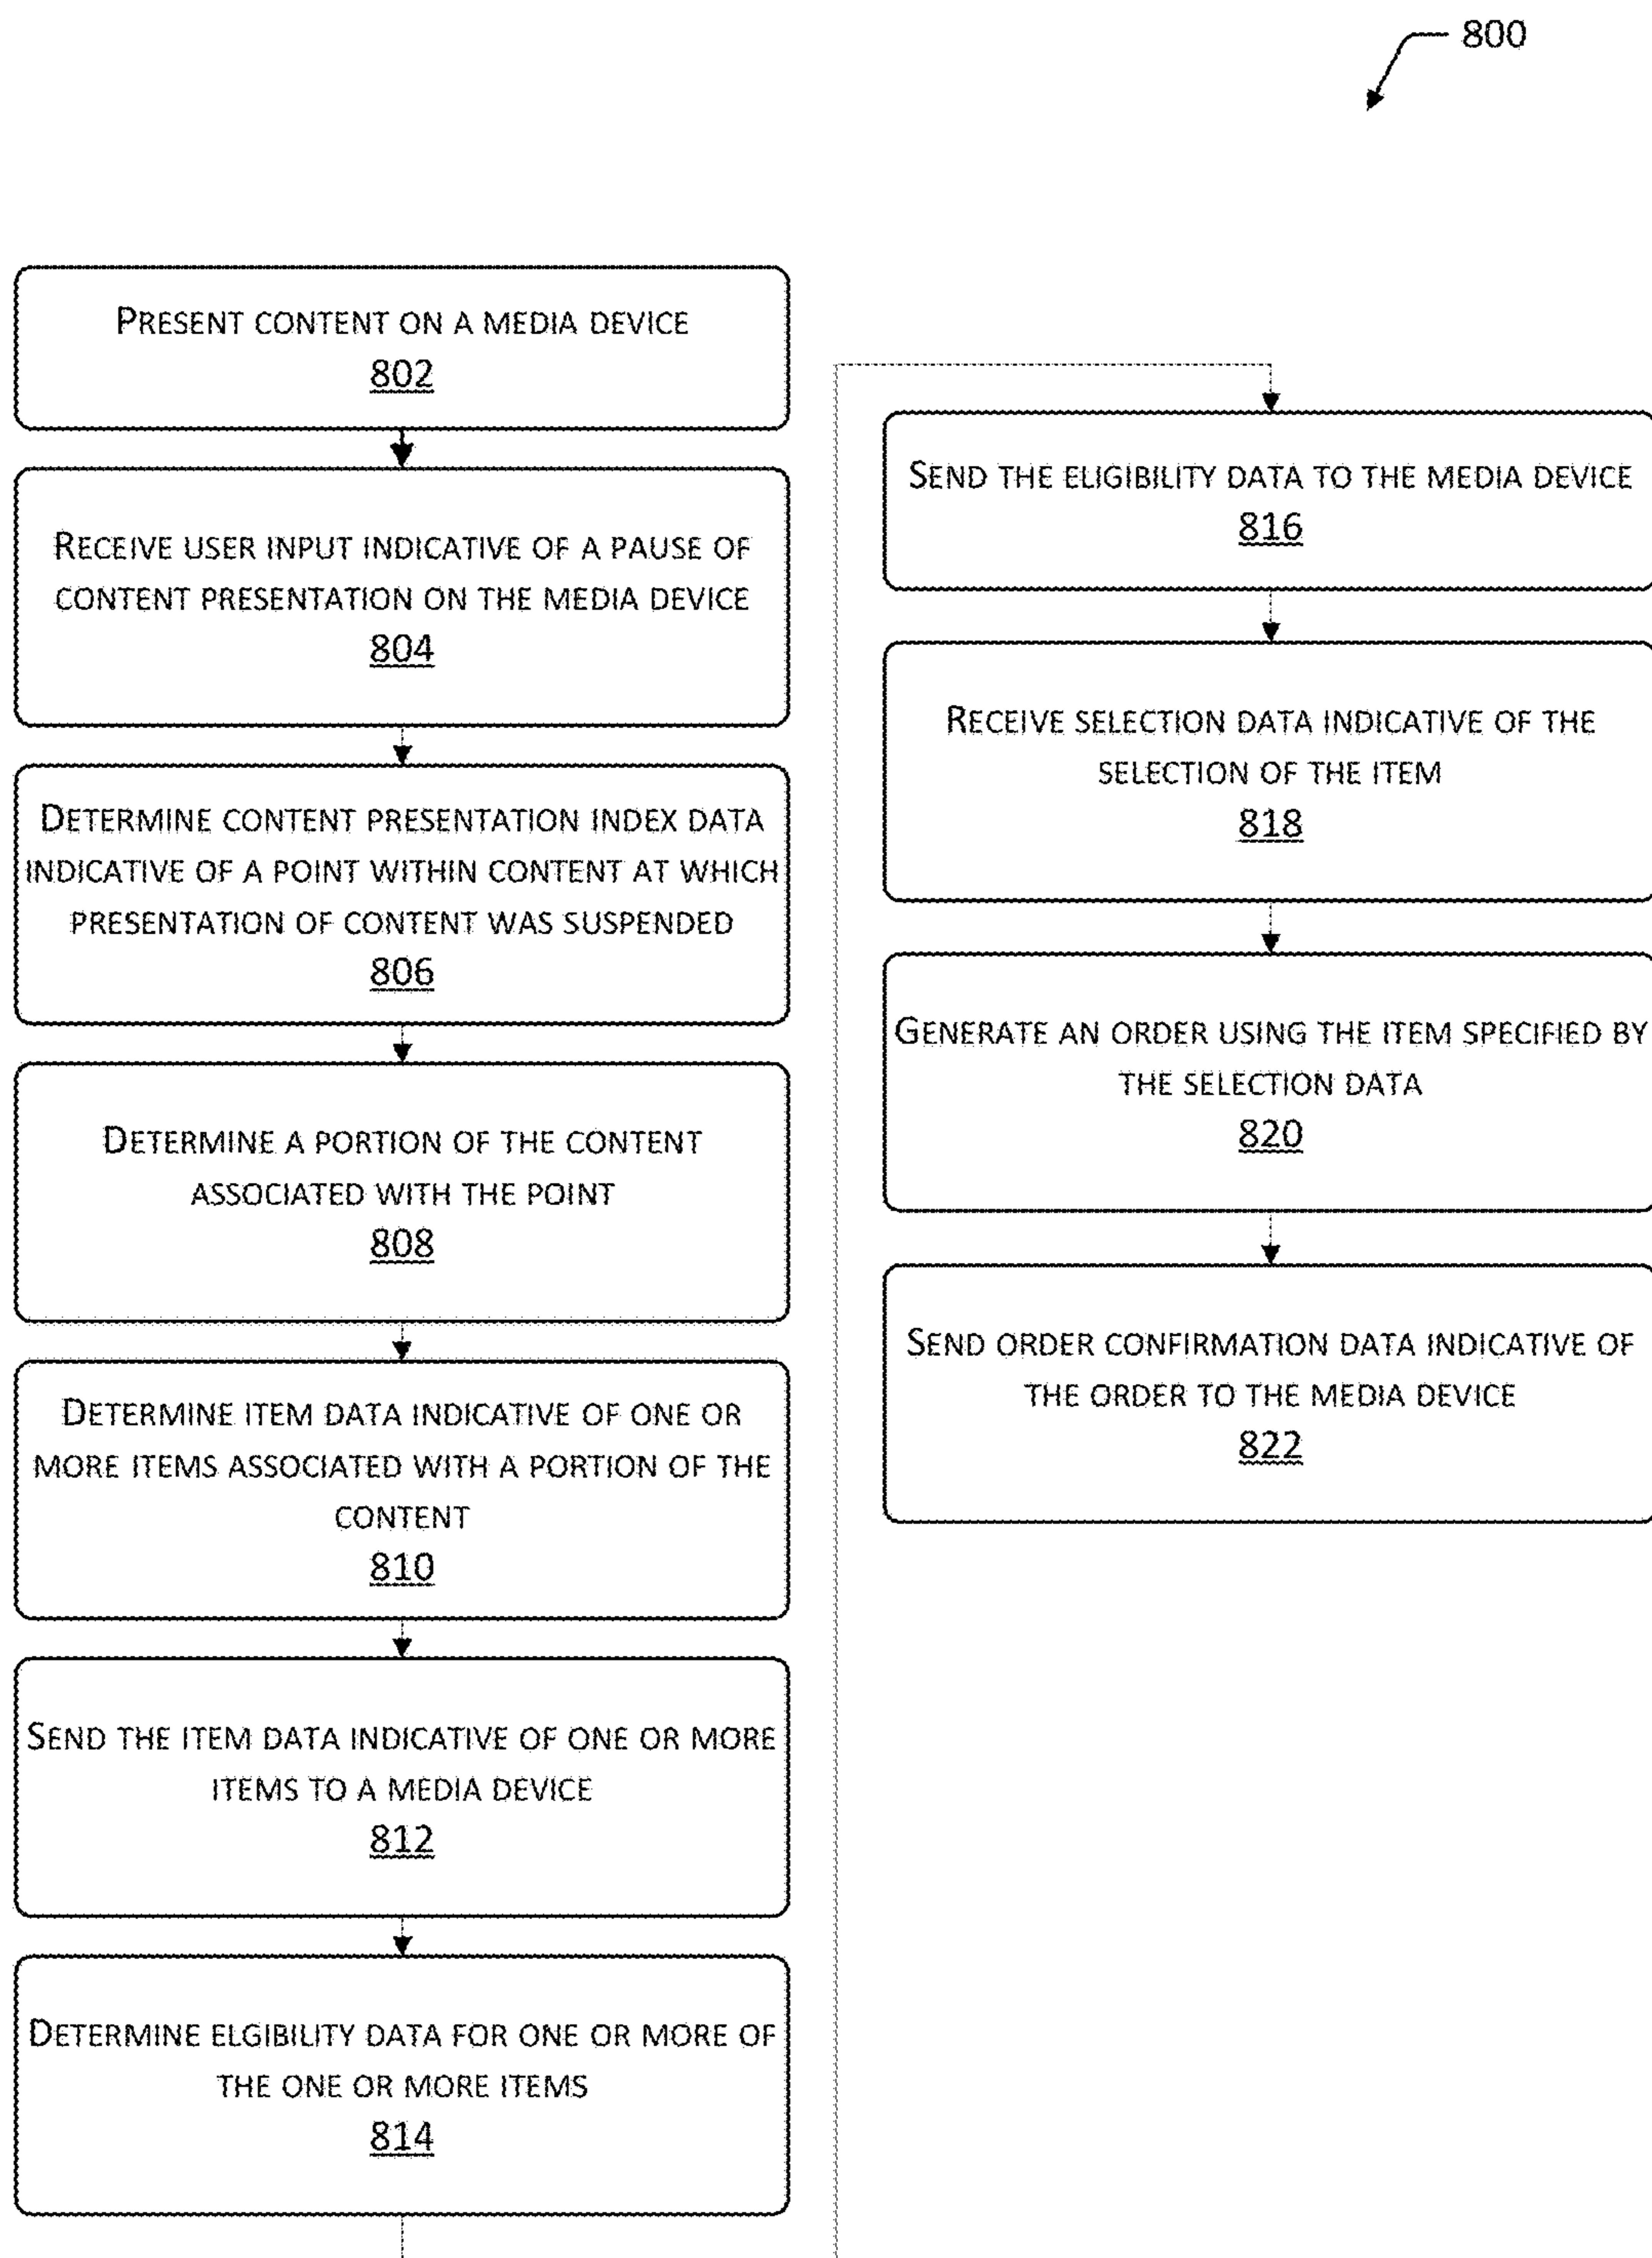 800
PRESENT CONTENT ON A MEDIA DEVICE
802
RECEIVE USER INPUT INDICATIVE OF A PAUSE OF
CONTENT PRESENTATION ON THE MEDIA DEVICE
804
DETERMINE CONTENT PRESENTATION INDEX DATA
INDICATIVE OF A POINT WITHIN CONTENT AT WHICH
PRESENTATION OF CONTENT WAS SUSPENDED
806
DETERMINE A PORTION OF THE CONTENT
ASSOCIATED WITH THE POINT
808
DETERMINE ITEM DATA INDICATIVE OF ONE OR
MORE ITEMS ASSOCIATED WITH A PORTION OF THE
CONTENT
810
SEND THE ITEM DATA INDICATIVE OF ONE OR MORE
ITEMS TO A MEDIA DEVICE
812
DETERMINE ELGIBILITY DATA FOR ONE OR MORE OF
THE ONE OR MORE ITEMS
814
SEND THE ELIGIBILITY DATA TO THE MEDIA DEVICE
816
RECEIVE SELECTION DATA INDICATIVE OF THE
SELECTION OF THE ITEM
818
GENERATE AN ORDER USING THE ITEM SPECIFIED BY
THE SELECTION DATA
820
SEND ORDER CONFIRMATION DATA INDICATIVE OF
THE ORDER TO THE MEDIA DEVICE
822